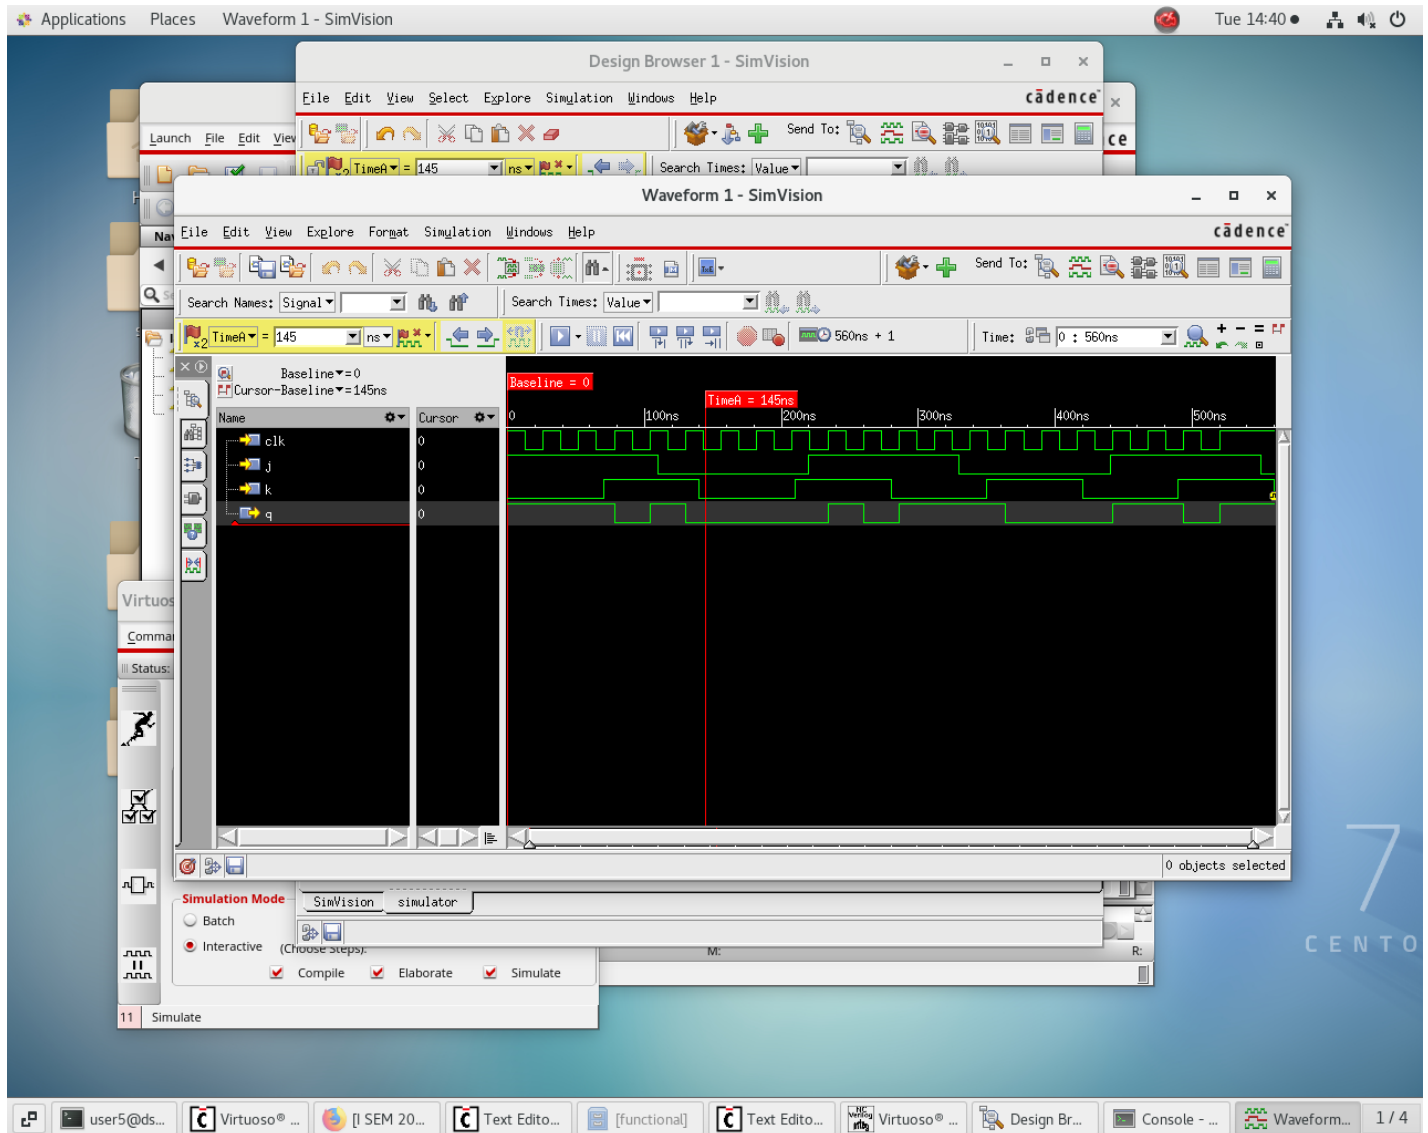 Applications Places Waveform 1 - SimVision Tue 14:40
Design Browser 1 - SimVision
File Edit View Select Explore Simulation Windows Help cādence
Launch File Edit View
Send To:
ce
TimeA = 145 ns Search Times: Value
Waveform 1 - SimVision
File Edit View Explore Format Simulation Windows Help cādence
Send To:
Search Names: Signal Search Times: Value
x2 TimeA = 145 ns 560ns + 1 Time: 0 : 560ns
Baseline = 0
Cursor-Baseline = 145ns
Baseline = 0
TimeA = 145ns
Name Cursor 0 100ns 200ns 300ns 400ns 500ns
clk 0
j 0
k 0
q 0
0 objects selected
Virtuos
Comma
Status:
Simulation Mode
SimVision simulator
Batch
Interactive (Choose Steps):
M: R:
Compile Elaborate Simulate
11 Simulate
7
CENTO
user5@ds... Virtuoso® ... [I SEM 20... Text Edito... [functional] Text Edito... Virtuoso® ... Design Br... Console - ... Waveform... 1 / 4